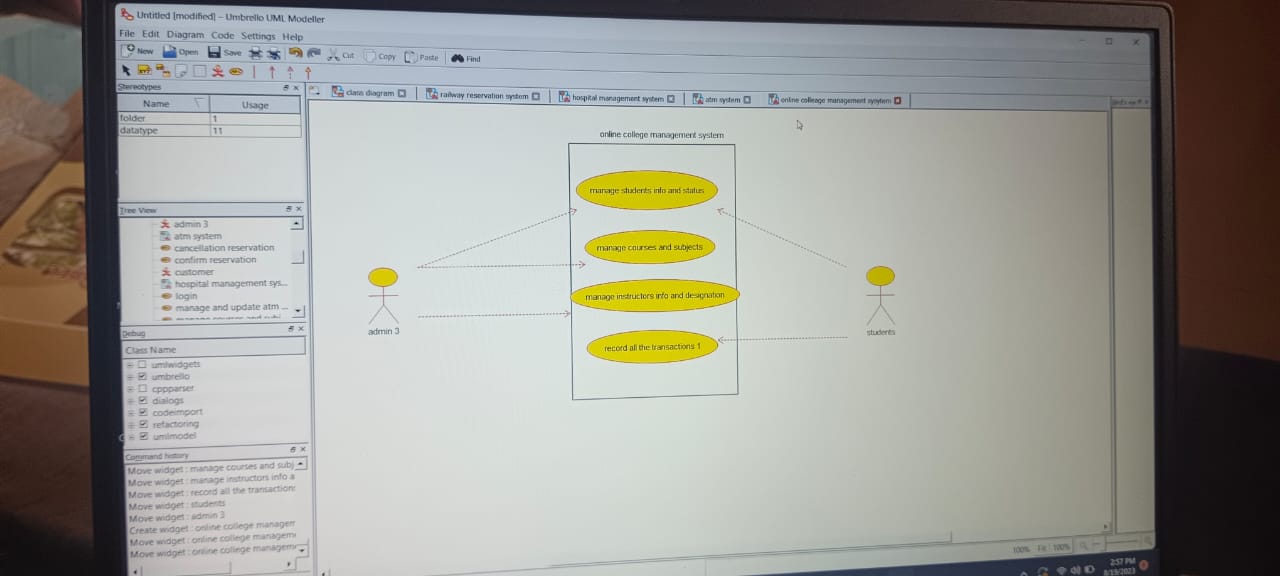 Untitled [modified] – Umbrello UML Modeller
File Edit Diagram Code Settings Help
New Open Save Cut Copy Paste Find
Stereotypes
Name Usage
folder 1
datatype 11
class diagram railway reservation system hospital management system atm system online colleage management sysytem
online college management system
manage students info and status
manage courses and subjects
manage instructors info and designation
record all the transactions 1
admin 3
students
Tree View
admin 3
atm system
cancellation reservation
confirm reservation
customer
hospital management sys...
login
manage and update atm ...
Debug
Class Name
umlwidgets
umbrello
cppparser
dialogs
codeimport
refactoring
umlmodel
Command history
Move widget : manage courses and subj
Move widget : manage instructors info a
Move widget : record all the transactions
Move widget : students
Move widget : admin 3
Create widget : online college managem
Move widget : online college managem
Move widget : online college managem
100% Fit 100%
2:57 PM
8/19/2023